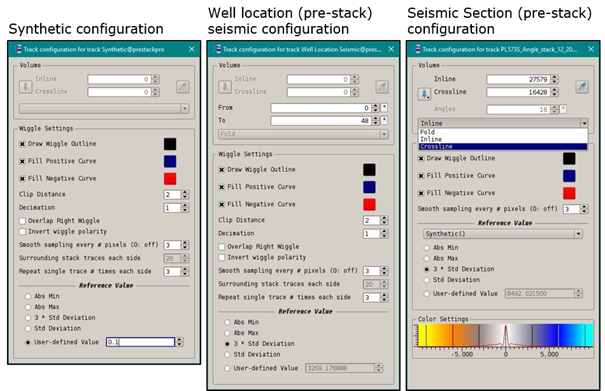 Synthetic configuration
Track configuration for track Synthetic@prestackpro
Volume
Inline 0
Crossline 0
Wiggle Settings
Draw Wiggle Outline
Fill Positive Curve
Fill Negative Curve
Clip Distance 2
Decimation 1
Overlap Right Wiggle
Invert wiggle polarity
Smooth sampling every # pixels (0: off) 3
Surrounding stack traces each side 20
Repeat single trace # times each side 3
Reference Value
Abs Min
Abs Max
3 * Std Deviation
Std Deviation
User-defined Value 0.1
Well location (pre-stack)
seismic configuration
Track configuration for track Well Location Seismic@pres...
Volume
Inline 0
Crossline 0
From 0 °
To 48 °
Fold
Wiggle Settings
Draw Wiggle Outline
Fill Positive Curve
Fill Negative Curve
Clip Distance 2
Decimation 1
Overlap Right Wiggle
Invert wiggle polarity
Smooth sampling every # pixels (0: off) 3
Surrounding stack traces each side 20
Repeat single trace # times each side 3
Reference Value
Abs Min
Abs Max
3 * Std Deviation
Std Deviation
User-defined Value 3269.176888
Seismic Section (pre-stack)
configuration
Track configuration for track PL573S_Angle_stack_12_20...
Volume
Inline 27579
Crossline 16428
Angles 16 °
Inline
Fold
Inline
Crossline
Draw Wiggle Outline
Fill Positive Curve
Fill Negative Curve
Smooth sampling every # pixels (0: off) 3
Reference Value
Synthetic()
Abs Min
Abs Max
3 * Std Deviation
Std Deviation
User-defined Value 8492.021500
Color Settings
-5.000 0 5.000